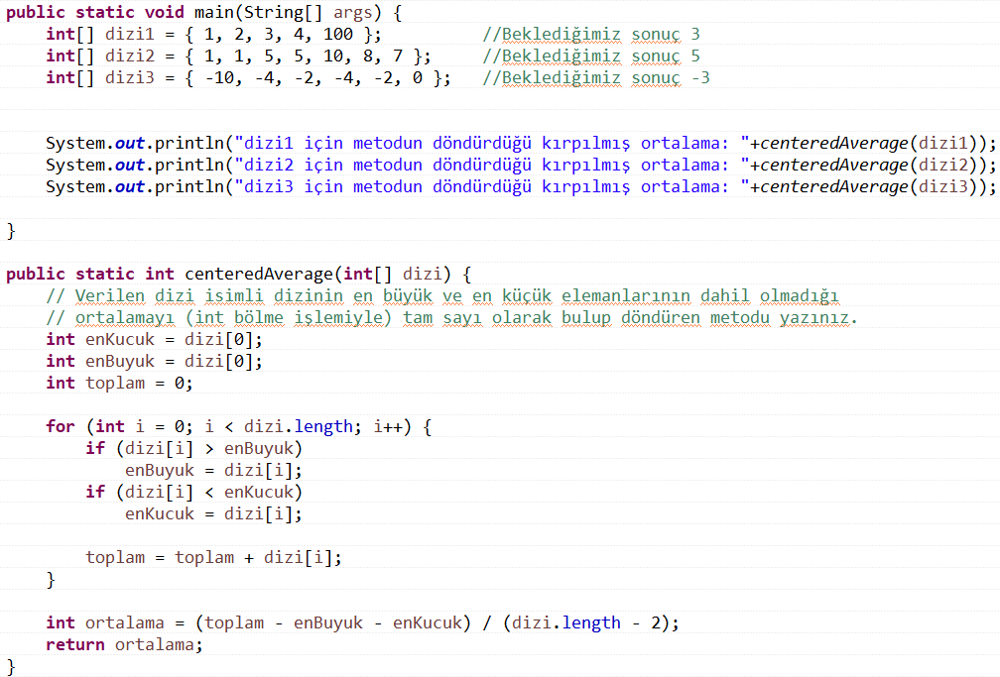 public static void main(String[] args) {
int[] dizi1 = { 1, 2, 3, 4, 100 }; //Beklediğimiz sonuç 3
int[] dizi2 = { 1, 1, 5, 5, 10, 8, 7 }; //Beklediğimiz sonuç 5
int[] dizi3 = { -10, -4, -2, -4, -2, 0 }; //Beklediğimiz sonuç -3
System.out.println("dizi1 için metodun döndürdüğü kırpılmış ortalama: "+centeredAverage(dizi1));
System.out.println("dizi2 için metodun döndürdüğü kırpılmış ortalama: "+centeredAverage(dizi2));
System.out.println("dizi3 için metodun döndürdüğü kırpılmış ortalama: "+centeredAverage(dizi3));
}
public static int centeredAverage(int[] dizi) {
// Verilen dizi isimli dizinin en büyük ve en küçük elemanlarının dahil olmadığı
// ortalamayı (int bölme işlemiyle) tam sayı olarak bulup döndüren metodu yazınız.
int enKucuk = dizi[0];
int enBuyuk = dizi[0];
int toplam = 0;
for (int i = 0; i < dizi.length; i++) {
if (dizi[i] > enBuyuk)
enBuyuk = dizi[i];
if (dizi[i] < enKucuk)
enKucuk = dizi[i];
toplam = toplam + dizi[i];
}
int ortalama = (toplam - enBuyuk - enKucuk) / (dizi.length - 2);
return ortalama;
}